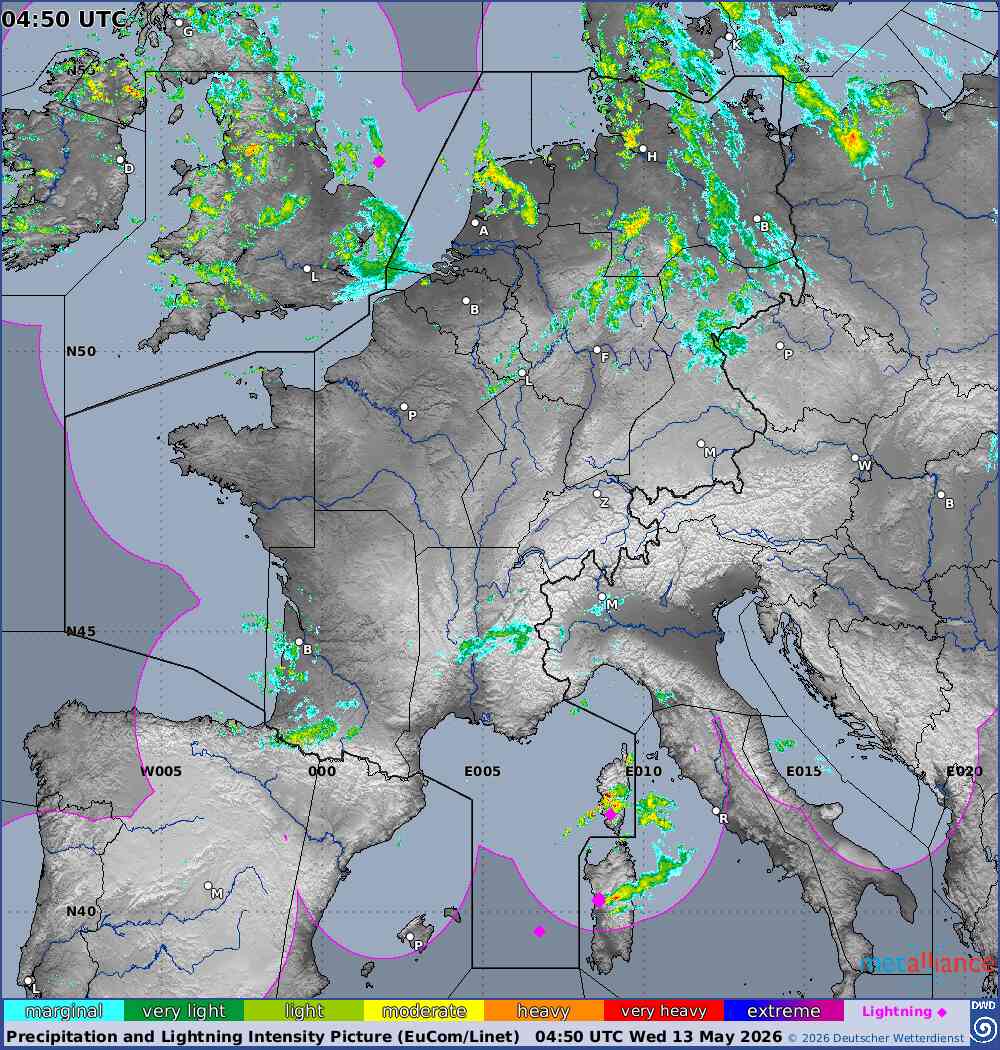 04:50 UTC
G
K
N55
H
D
A
B
L
B
N50
F
P
L
P
M
W
Z
B
M
N45
B
W005
000
E005
E010
E015
E020
R
M
N40
P
metalliance
L
marginal very light light moderate heavy very heavy extreme Lightning
DWD
Precipitation and Lightning Intensity Picture (EuCom/Linet) 04:50 UTC Wed 13 May 2026 © 2026 Deutscher Wetterdienst